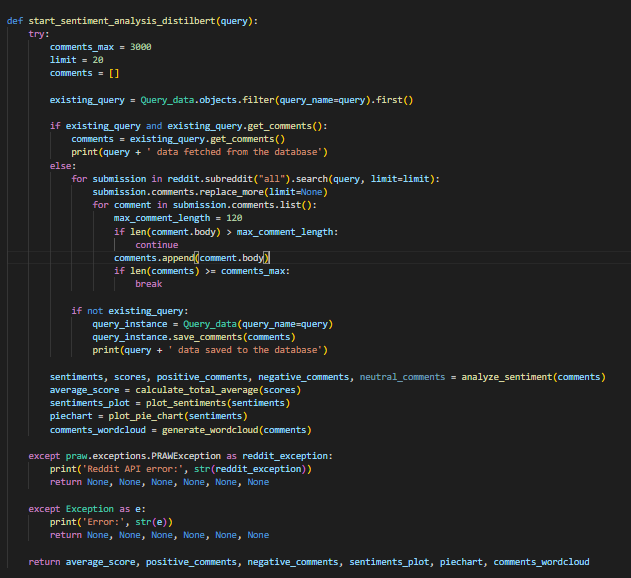 def start_sentiment_analysis_distilbert(query):
    try:
        comments_max = 3000
        limit = 20
        comments = []

        existing_query = Query_data.objects.filter(query_name=query).first()

        if existing_query and existing_query.get_comments():
            comments = existing_query.get_comments()
            print(query + ' data fetched from the database')
        else:
            for submission in reddit.subreddit("all").search(query, limit=limit):
                submission.comments.replace_more(limit=None)
                for comment in submission.comments.list():
                    max_comment_length = 120
                    if len(comment.body) > max_comment_length:
                        continue
                    comments.append(comment.body)
                    if len(comments) >= comments_max:
                        break

            if not existing_query:
                query_instance = Query_data(query_name=query)
                query_instance.save_comments(comments)
                print(query + ' data saved to the database')

        sentiments, scores, positive_comments, negative_comments, neutral_comments = analyze_sentiment(comments)
        average_score = calculate_total_average(scores)
        sentiments_plot = plot_sentiments(sentiments)
        piechart = plot_pie_chart(sentiments)
        comments_wordcloud = generate_wordcloud(comments)

    except praw.exceptions.PRAWException as reddit_exception:
        print('Reddit API error:', str(reddit_exception))
        return None, None, None, None, None, None

    except Exception as e:
        print('Error:', str(e))
        return None, None, None, None, None, None

    return average_score, positive_comments, negative_comments, sentiments_plot, piechart, comments_wordcloud